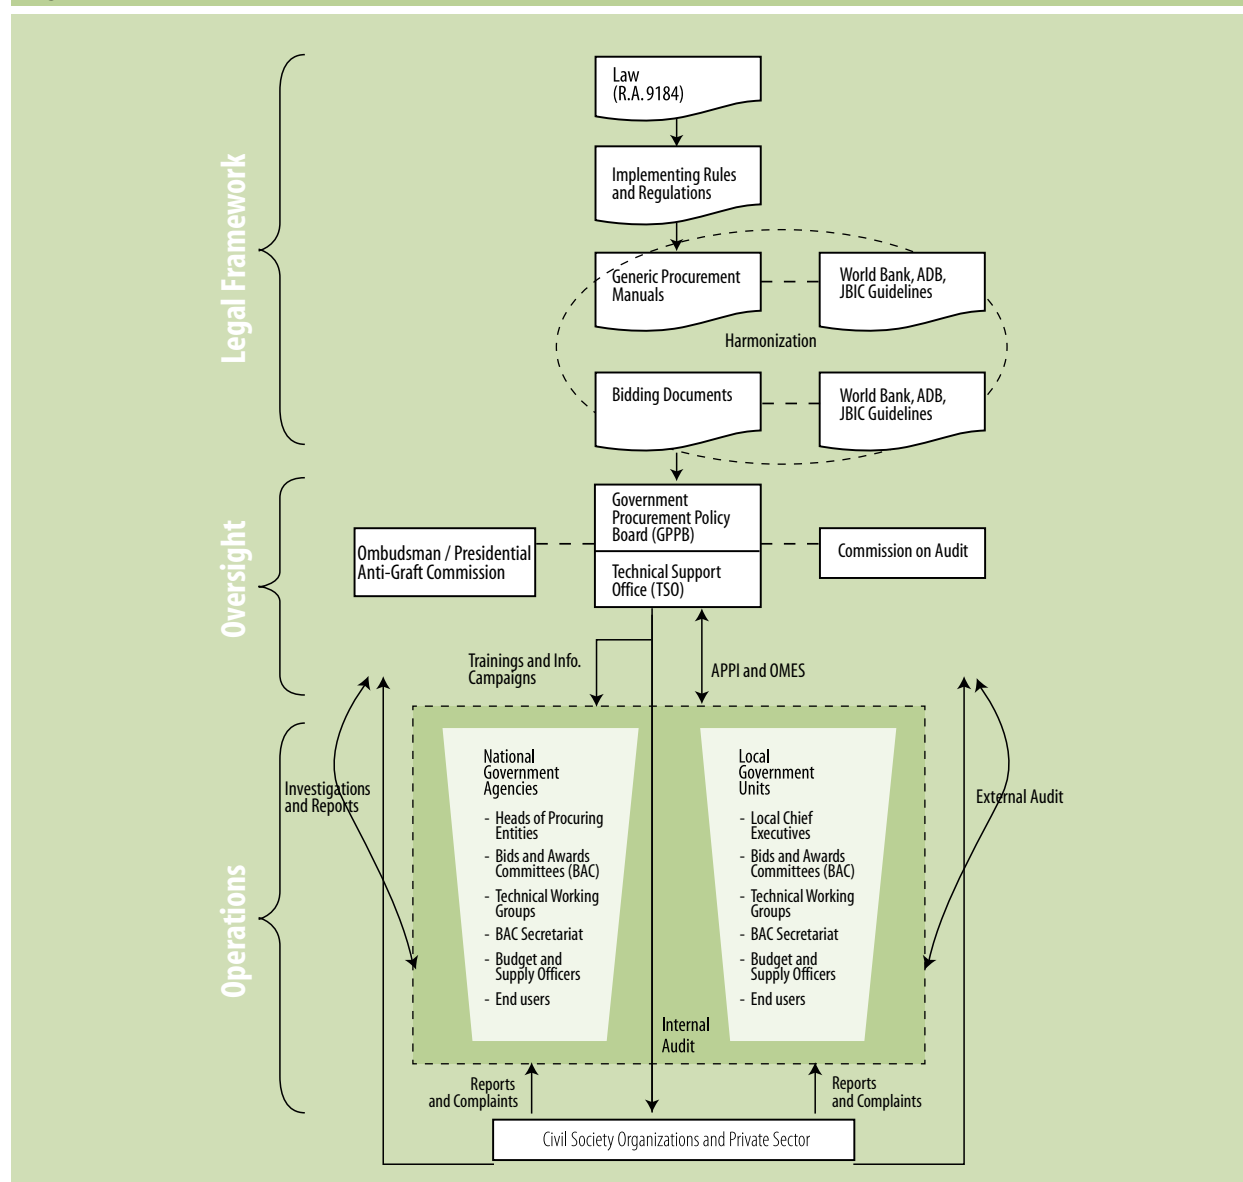 Law
(R.A. 9184)
Implementing Rules
and Regulations
Legal Framework
Generic Procurement
Manuals
World Bank, ADB,
JBIC Guidelines
Harmonization
Bidding Documents
World Bank, ADB,
JBIC Guidelines
Oversight
Government
Procurement Policy
Board (GPPB)
Ombudsman / Presidential
Anti-Graft Commission
Commission on Audit
Technical Support
Office (TSO)
Trainings and Info.
Campaigns
APPI and OMES
Operations
Investigations
and Reports
National
Government
Agencies
- Heads of Procuring
Entities
- Bids and Awards
Committees (BAC)
- Technical Working
Groups
- BAC Secretariat
- Budget and
Supply Officers
- End users
Local
Government
Units
- Local Chief
Executives
- Bids and Awards
Committees (BAC)
- Technical Working
Groups
- BAC Secretariat
- Budget and
Supply Officers
- End users
External Audit
Internal
Audit
Reports
and Complaints
Reports
and Complaints
Civil Society Organizations and Private Sector